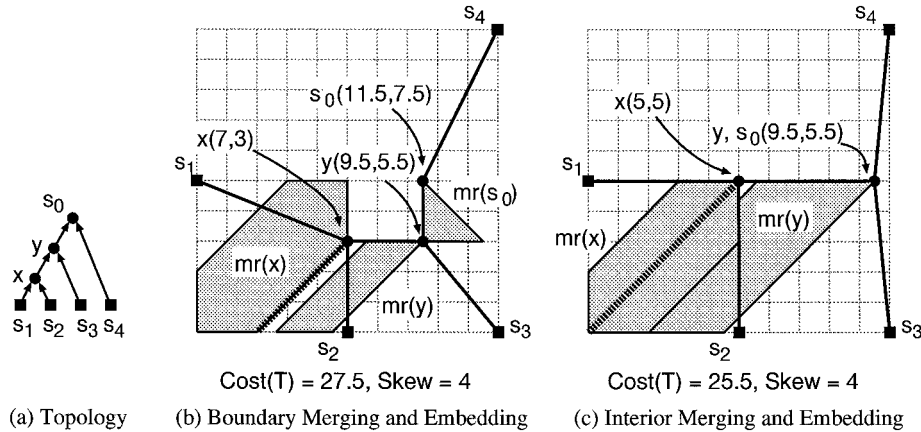 s0
y
x
s1 s2 s3 s4
(a) Topology
s4
s0(11.5,7.5)
x(7,3)
y(9.5,5.5)
s1
mr(s0)
mr(x)
mr(y)
s2
s3
Cost(T) = 27.5, Skew = 4
(b) Boundary Merging and Embedding
s4
x(5,5)
y, s0(9.5,5.5)
s1
mr(x)
mr(y)
s2
s3
Cost(T) = 25.5, Skew = 4
(c) Interior Merging and Embedding